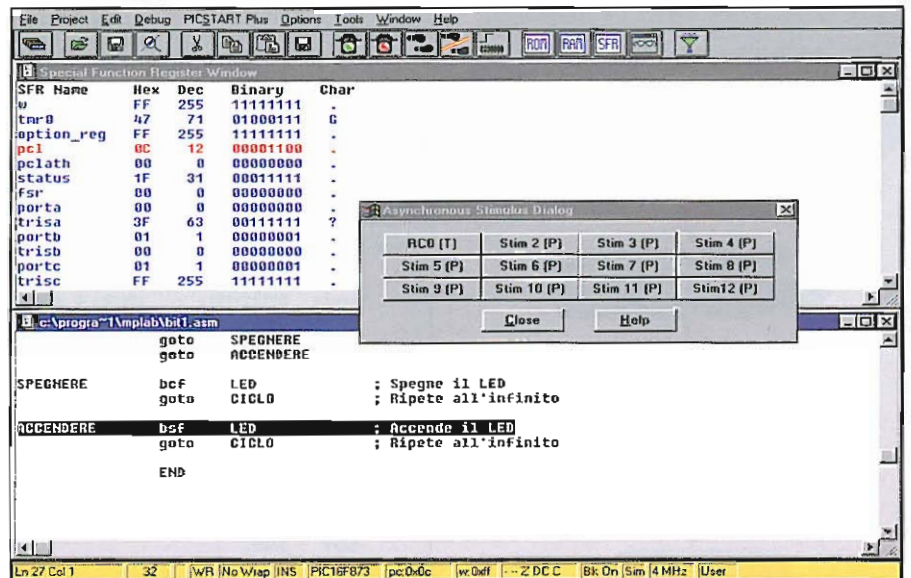 File Project Edit Debug PICSTART Plus Options Tools Window Help
ROM RAM SFR
Special Function Register Window
SFR Name Hex Dec Binary Char
w FF 255 11111111 .
tmr0 47 71 01000111 G
option_reg FF 255 11111111 .
pcl 0C 12 00001100 .
pclath 00 0 00000000 .
status 1F 31 00011111 .
fsr 00 0 00000000 .
porta 00 0 00000000 .
trisa 3F 63 00111111 ?
portb 01 1 00000001 .
trisb 00 0 00000000 .
portc 01 1 00000001 .
trisc FF 255 11111111 .
Asynchronous Stimulus Dialog
RC0 (T) Stim 2 (P) Stim 3 (P) Stim 4 (P)
Stim 5 (P) Stim 6 (P) Stim 7 (P) Stim 8 (P)
Stim 9 (P) Stim 10 (P) Stim 11 (P) Stim12 (P)
Close Help
c:\progra~1\mplab\bit1.asm
goto SPEGNERE
goto ACCENDERE
SPEGNERE bcf LED ; Spegne il LED
goto CICLO ; Ripete all'infinito
ACCENDERE bsf LED ; Accende il LED
goto CICLO ; Ripete all'infinito
END
Ln 27 Col 1 32 WR No Wrap INS PIC16F873 pc:0x0c w:0xff - -- Z DC C Bk On Sim 4 MHz User